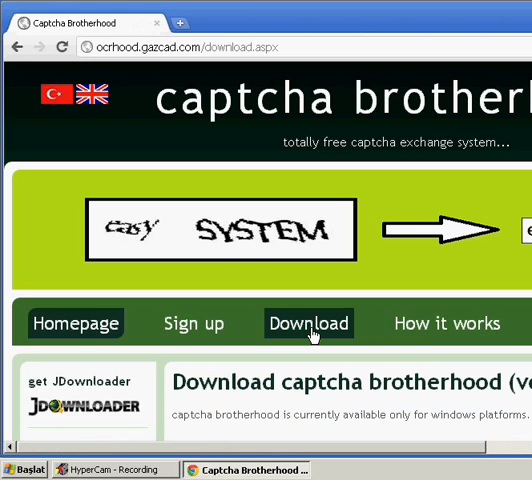 Captcha Brotherhood
ocrhood.gazcad.com/download.aspx
captcha brother
totally free captcha exchange system...
easy SYSTEM
Homepage Sign up Download How it works
get JDownloader
JDOWNLOADER
Download captcha brotherhood (ve
captcha brotherhood is currently available only for windows platforms.
Başlat HyperCam - Recording Captcha Brotherhood ...